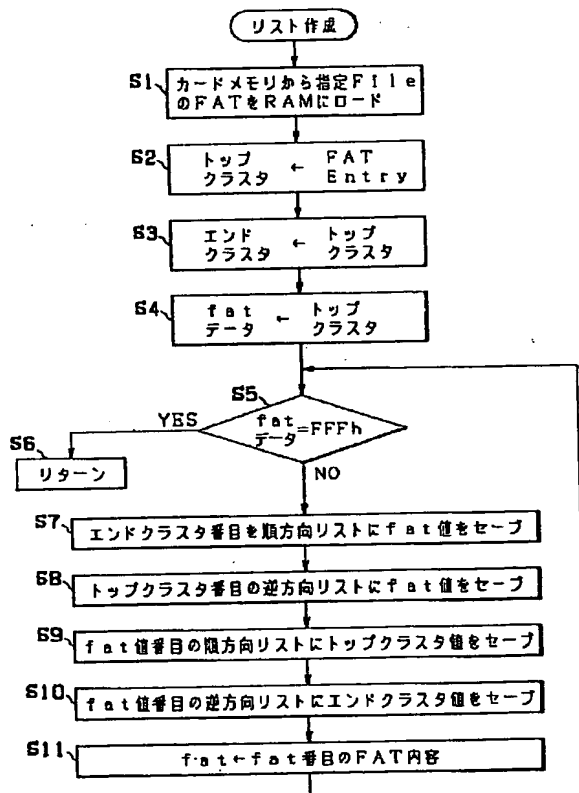 リスト作成
S1
カードメモリから指定File
のFATをRAMにロード
S2
トップ ← FAT
クラスタ Entry
S3
エンド ← トップ
クラスタ クラスタ
S4
fat ← トップ
データ クラスタ
S5
fat
データ=FFFh
YES
NO
S6
リターン
S7
エンドクラスタ番目を順方向リストにfat値をセーブ
S8
トップクラスタ番目の逆方向リストにfat値をセーブ
S9
fat値番目の順方向リストにトップクラスタ値をセーブ
S10
fat値番目の逆方向リストにエンドクラスタ値をセーブ
S11
fat←fat番目のFAT内容